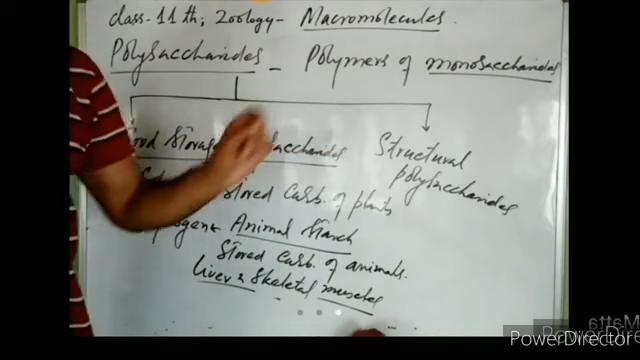 class-11th; Zoology- Macromolecules.
Polysaccharides - Polymers of monosaccharides
Structural polysaccharides
Stored Carb. of plants
Animal Starch
Stored Carb. of animals.
Liver & Skeletal muscles
PowerDirector